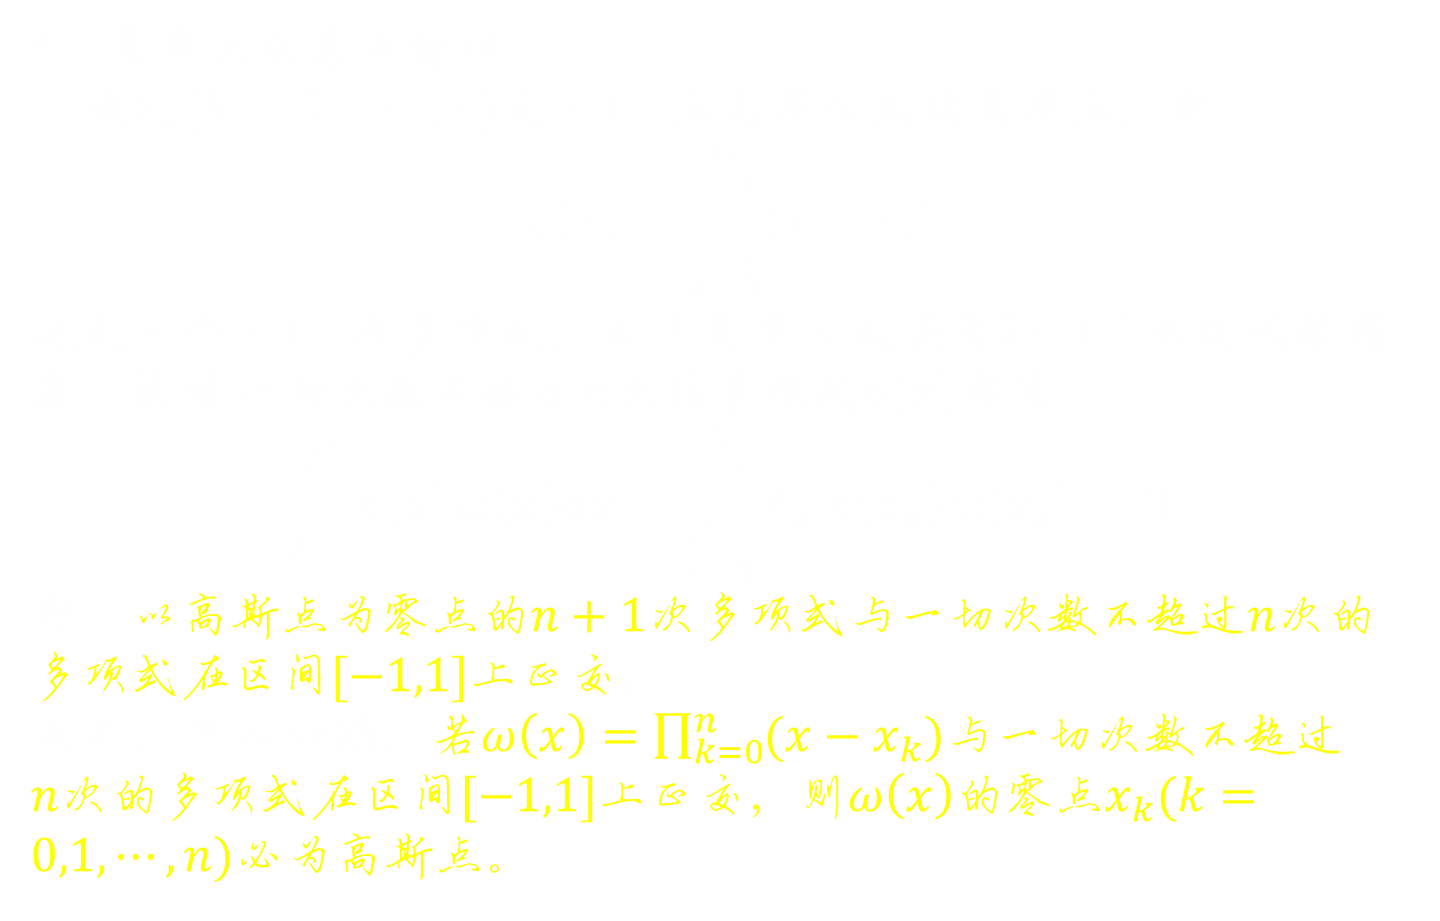 以高斯点为零点的n + 1次多项式与一切次数不超过n次的
多项式在区间[−1,1]上正交
若ω(x) = ∏ₖ₌₀ⁿ(x − xₖ)与一切次数不超过
n次的多项式在区间[−1,1]上正交，则ω(x)的零点xₖ(k =
0,1,⋯,n)必为高斯点。